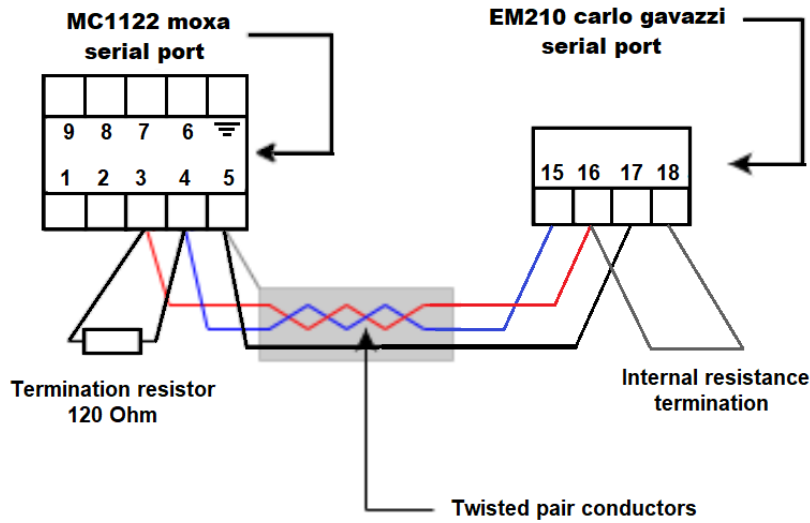 MC1122 moxa
serial port
EM210 carlo gavazzi
serial port
9 8 7 6
1 2 3 4 5
15 16 17 18
Termination resistor
120 Ohm
Internal resistance
termination
Twisted pair conductors